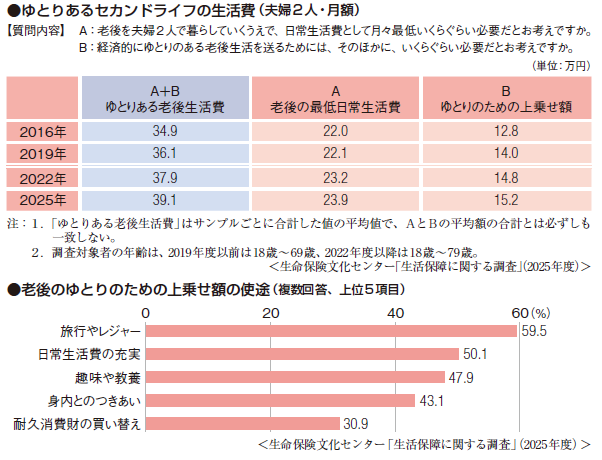 ●ゆとりあるセカンドライフの生活費(夫婦2人・月額)
【質問内容】 A：老後を夫婦2人で暮らしていくうえで、日常生活費として月々最低いくらぐらい必要だとお考えですか。
B：経済的にゆとりのある老後生活を送るためには、そのほかに、いくらぐらい必要だとお考えですか。
(単位：万円)
A+B A B
ゆとりある老後生活費 老後の最低日常生活費 ゆとりのための上乗せ額
2016年 34.9 22.0 12.8
2019年 36.1 22.1 14.0
2022年 37.9 23.2 14.8
2025年 39.1 23.9 15.2
注：1．「ゆとりある老後生活費」はサンプルごとに合計した値の平均値で、AとBの平均額の合計とは必ずしも
一致しない。
2．調査対象者の年齢は、2019年度以前は18歳～69歳、2022年度以降は18歳～79歳。
＜生命保険文化センター「生活保障に関する調査」(2025年度)＞
●老後のゆとりのための上乗せ額の使途(複数回答、上位5項目)
0 20 40 60(%)
旅行やレジャー 59.5
日常生活費の充実 50.1
趣味や教養 47.9
身内とのつきあい 43.1
耐久消費財の買い替え 30.9
＜生命保険文化センター「生活保障に関する調査」(2025年度)＞